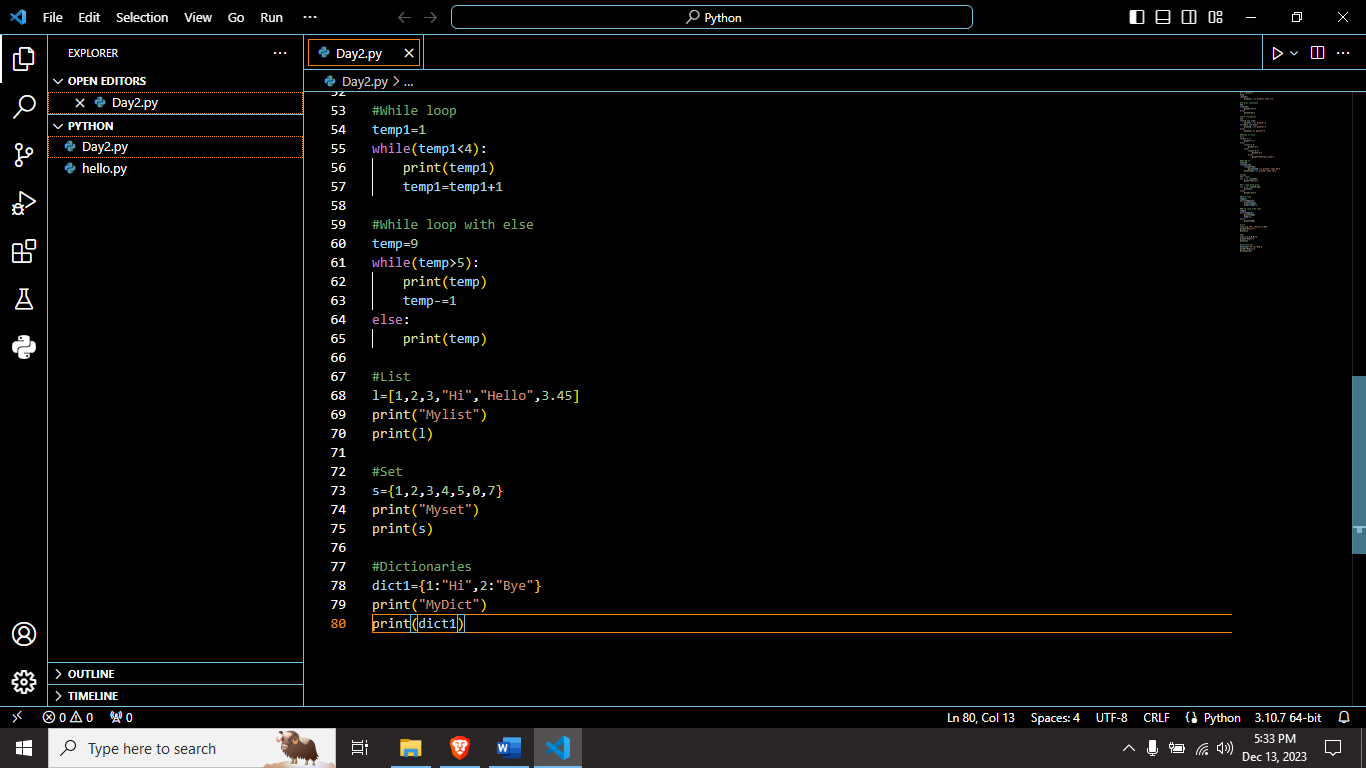 File Edit Selection View Go Run ···
Python
EXPLORER ···
OPEN EDITORS
Day2.py
PYTHON
Day2.py
hello.py
OUTLINE
TIMELINE
Day2.py
Day2.py > ...
52
53 #While loop
54 temp1=1
55 while(temp1<4):
56     print(temp1)
57     temp1=temp1+1
58
59 #While loop with else
60 temp=9
61 while(temp>5):
62     print(temp)
63     temp-=1
64 else:
65     print(temp)
66
67 #List
68 l=[1,2,3,"Hi","Hello",3.45]
69 print("Mylist")
70 print(l)
71
72 #Set
73 s={1,2,3,4,5,0,7}
74 print("Myset")
75 print(s)
76
77 #Dictionaries
78 dict1={1:"Hi",2:"Bye"}
79 print("MyDict")
80 print(dict1)
0 0 0 Ln 80, Col 13 Spaces: 4 UTF-8 CRLF Python 3.10.7 64-bit
Type here to search
5:33 PM
Dec 13, 2023